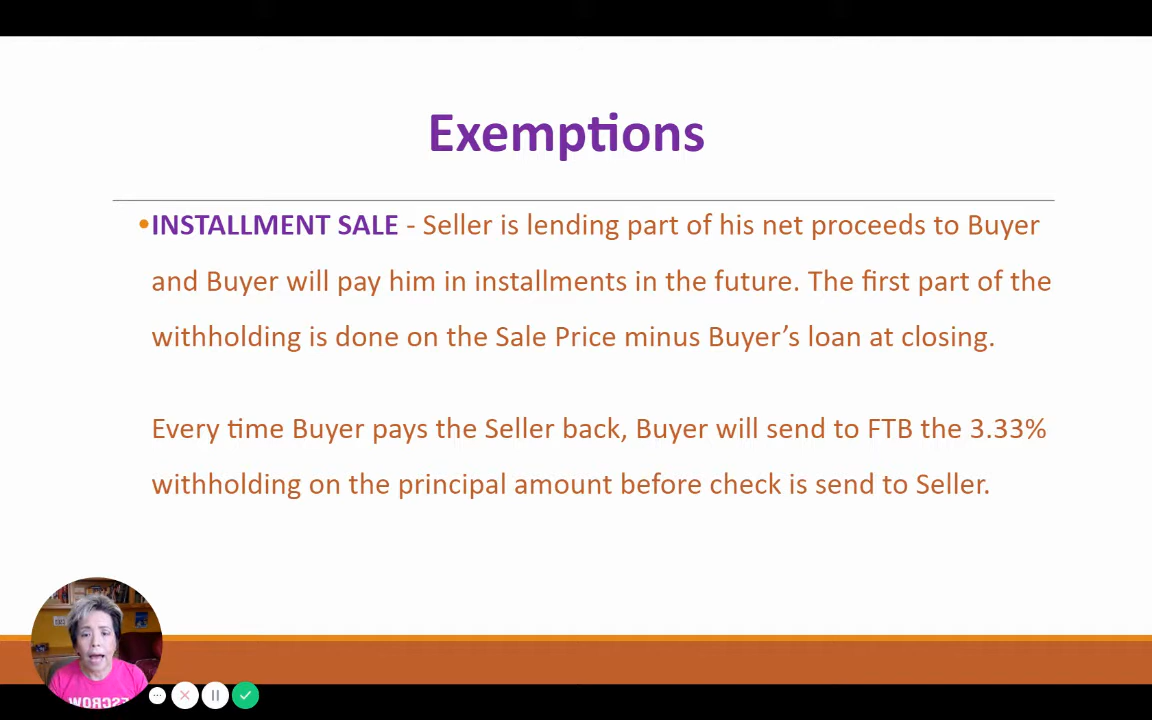 Exemptions
•INSTALLMENT SALE - Seller is lending part of his net proceeds to Buyer
and Buyer will pay him in installments in the future. The first part of the
withholding is done on the Sale Price minus Buyer’s loan at closing.
Every time Buyer pays the Seller back, Buyer will send to FTB the 3.33%
withholding on the principal amount before check is send to Seller.
ESCROW